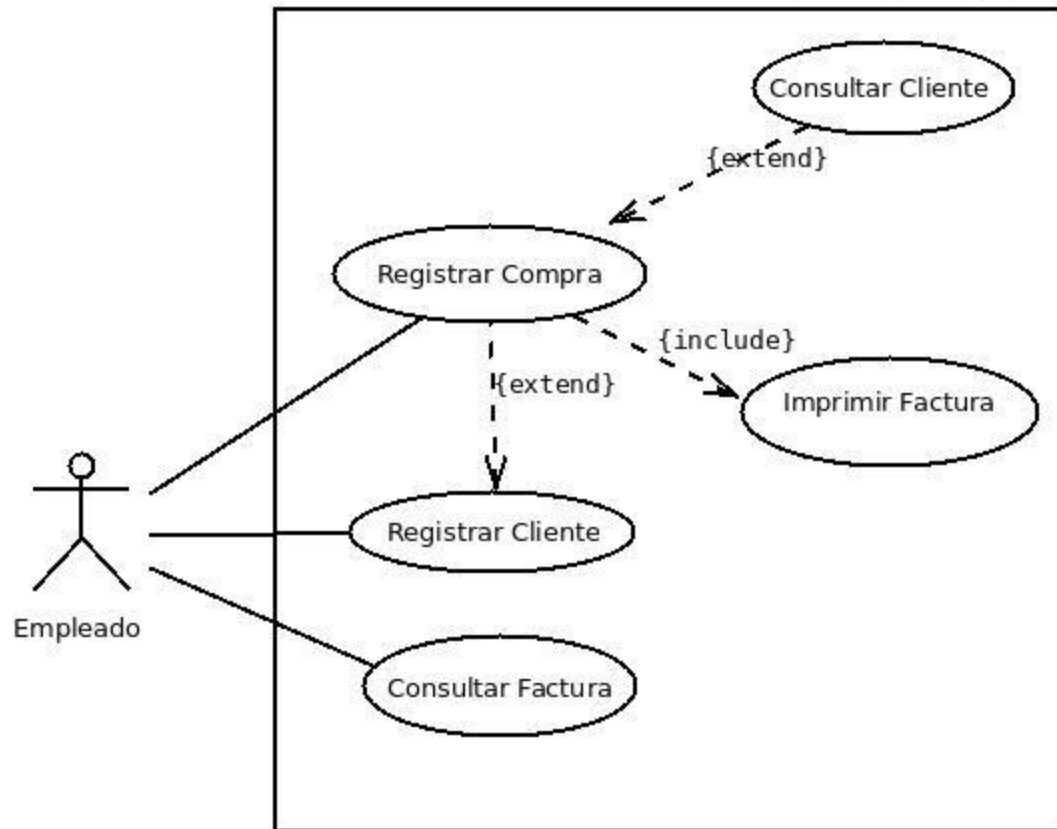 Consultar Cliente
{extend}
Registrar Compra
{include}
{extend}
Imprimir Factura
Registrar Cliente
Empleado
Consultar Factura